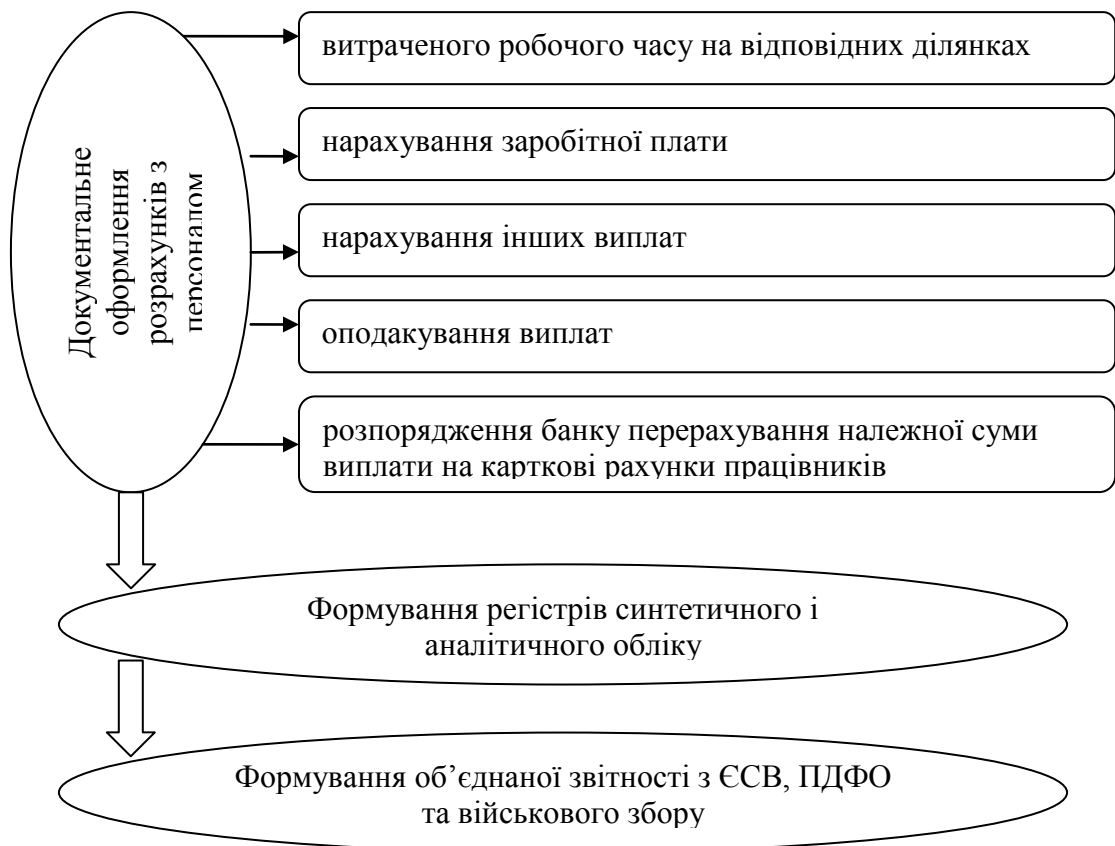 Документальне
оформлення
розрахунків з
персоналом
витраченого робочого часу на відповідних ділянках
нарахування заробітної плати
нарахування інших виплат
оподакування виплат
розпорядження банку перерахування належної суми
виплати на карткові рахунки працівників
Формування регістрів синтетичного і
аналітичного обліку
Формування об’єднаної звітності з ЄСВ, ПДФО
та військового збору